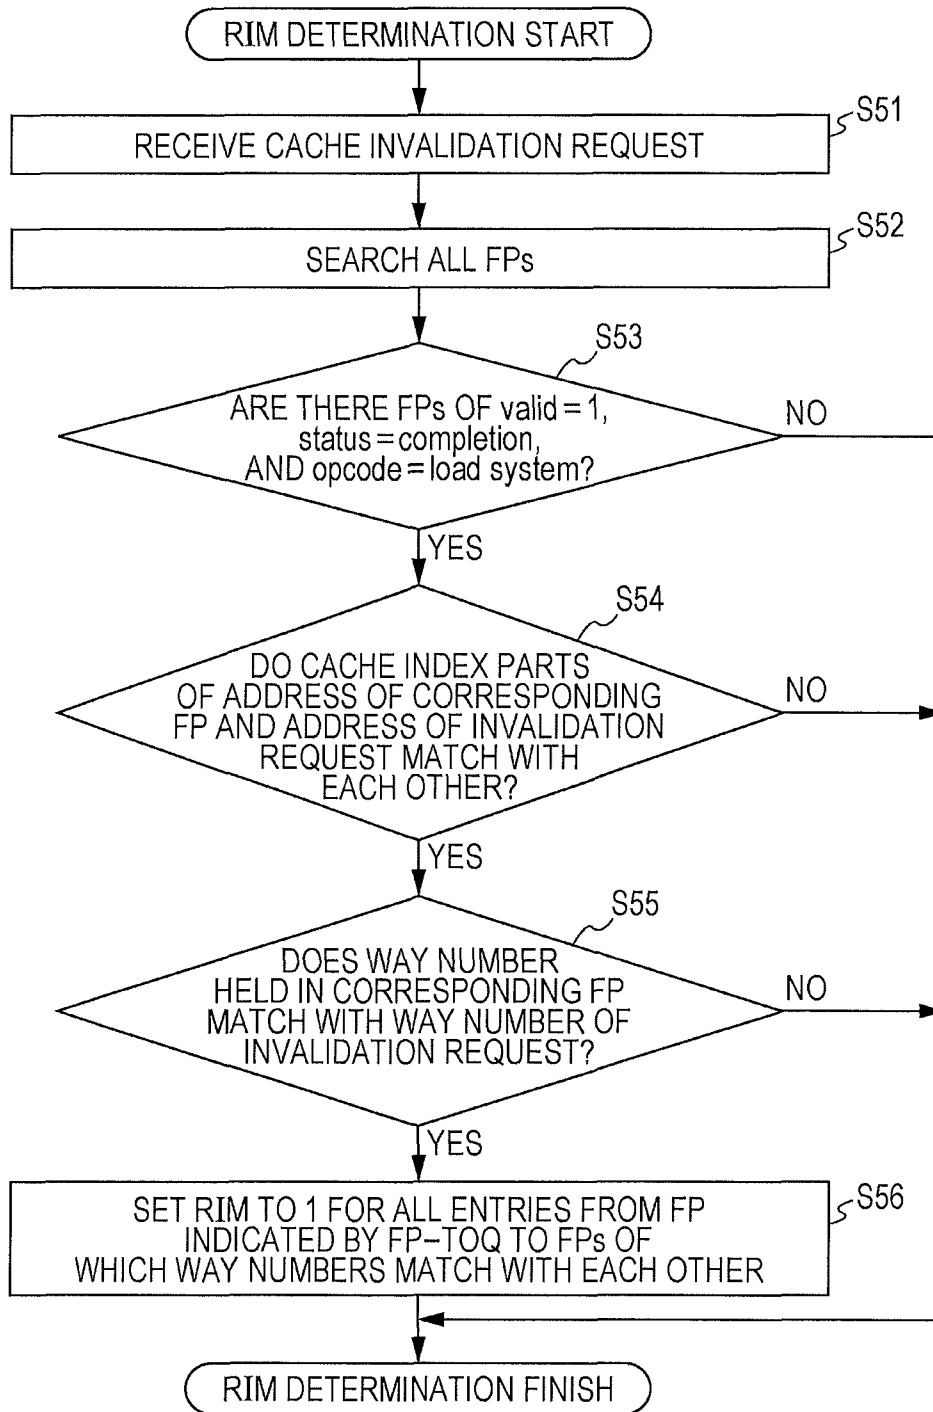 RIM DETERMINATION START
S51
RECEIVE CACHE INVALIDATION REQUEST
S52
SEARCH ALL FPs
S53
ARE THERE FPs OF valid=1,
status=completion,
AND opcode=load system?
NO
YES
S54
DO CACHE INDEX PARTS
OF ADDRESS OF CORRESPONDING
FP AND ADDRESS OF INVALIDATION
REQUEST MATCH WITH
EACH OTHER?
NO
YES
S55
DOES WAY NUMBER
HELD IN CORRESPONDING FP
MATCH WITH WAY NUMBER OF
INVALIDATION REQUEST?
NO
YES
S56
SET RIM TO 1 FOR ALL ENTRIES FROM FP
INDICATED BY FP-TOQ TO FPs OF
WHICH WAY NUMBERS MATCH WITH EACH OTHER
RIM DETERMINATION FINISH